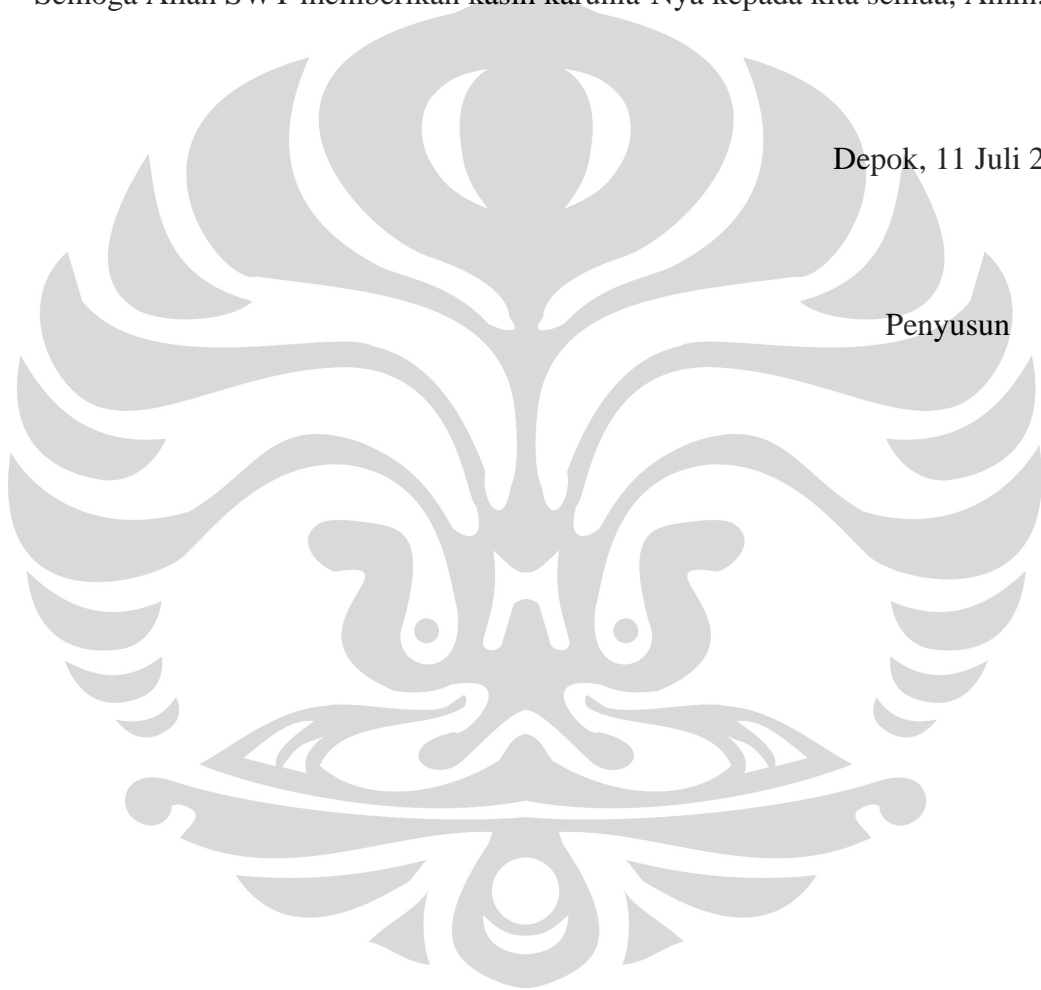 Semoga Allah SWT memberikan kasih karunia-Nya kepada kita semua, Amin.
Depok, 11 Juli 2
Penyusun